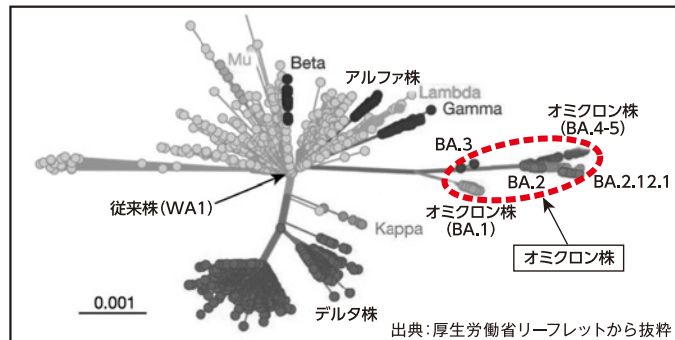 Mu
Beta
アルファ株
Lambda
Gamma
オミクロン株
(BA.4-5)
BA.3
BA.2
BA.2.12.1
従来株(WA1)
オミクロン株
(BA.1)
Kappa
オミクロン株
0.001
デルタ株
出典:厚生労働省リーフレットから抜粋